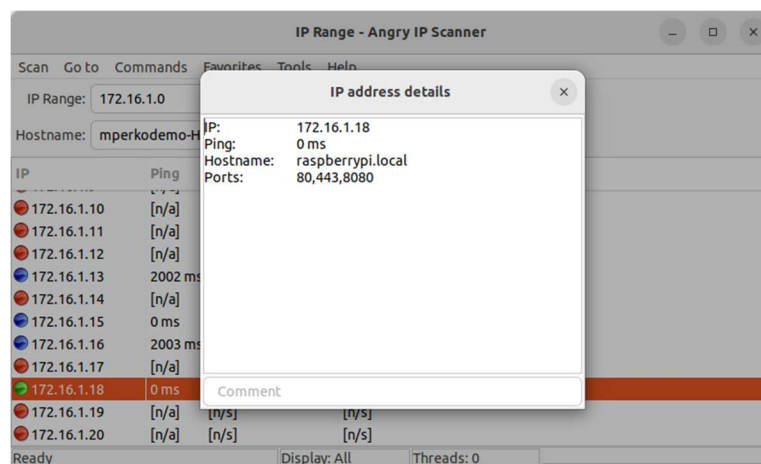 IP Range - Angry IP Scanner
Scan Go to Commands Favorites Tools Help
IP Range: 172.16.1.0
Hostname: mperkodemo-H
IP Ping
172.16.1.10 [n/a]
172.16.1.11 [n/a]
172.16.1.12 [n/a]
172.16.1.13 2002 ms
172.16.1.14 [n/a]
172.16.1.15 0 ms
172.16.1.16 2003 ms
172.16.1.17 [n/a]
172.16.1.18 0 ms
172.16.1.19 [n/a] [n/s] [n/s]
172.16.1.20 [n/a] [n/s] [n/s]
Ready Display: All Threads: 0
IP address details
IP: 172.16.1.18
Ping: 0 ms
Hostname: raspberrypi.local
Ports: 80,443,8080
Comment